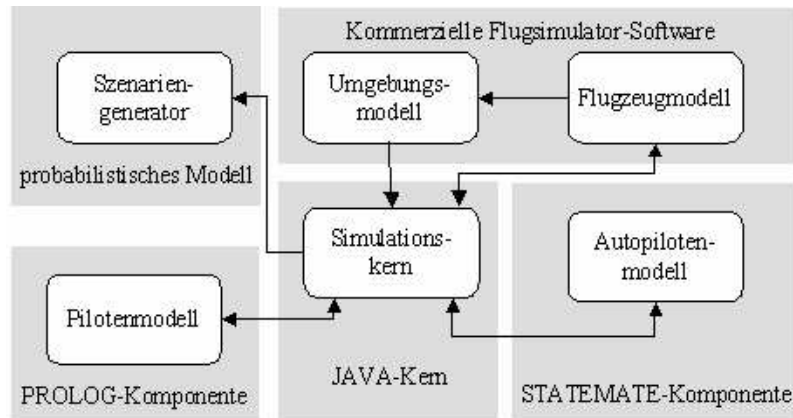 Kommerzielle Flugsimulator-Software
Szenarien-
generator
Umgebungs-
modell
Flugzeugmodell
probabilistisches Modell
Simulations-
kern
Autopiloten-
modell
Pilotenmodell
PROLOG-Komponente
JAVA-Kern
STATEMATE-Komponente